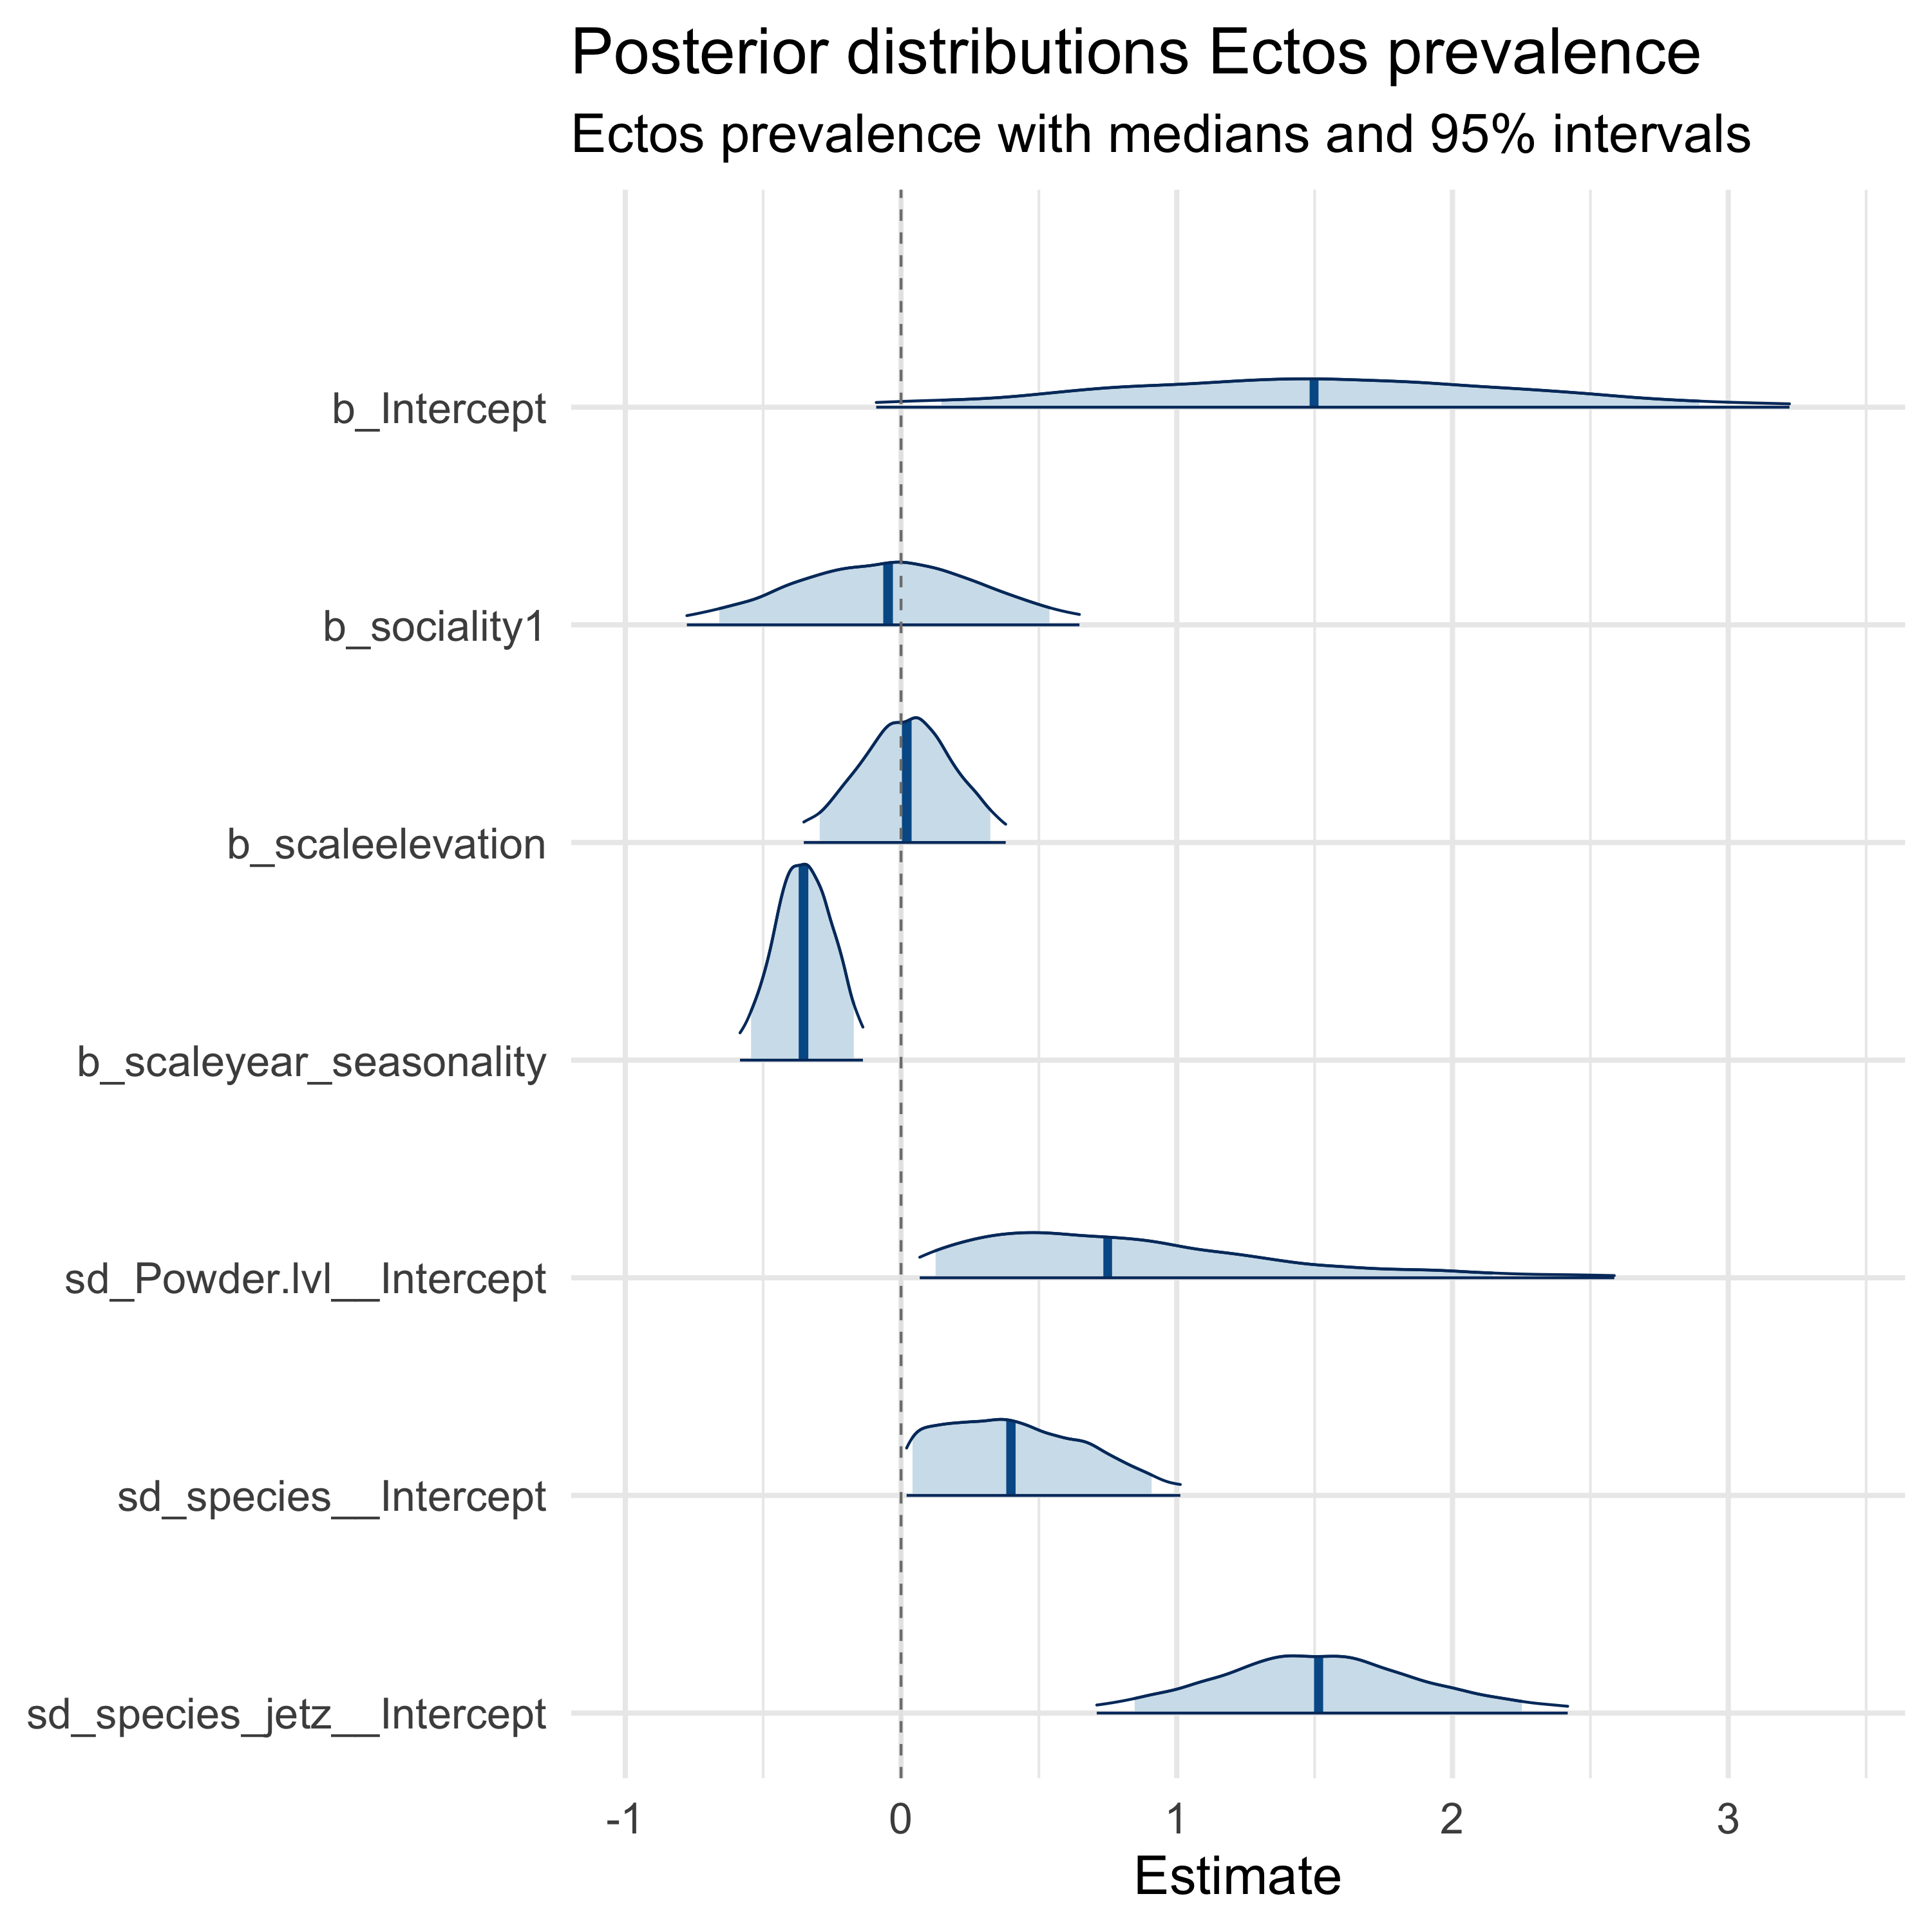 Posterior distributions Ectos prevalence
Ectos prevalence with medians and 95% intervals
b_Intercept
b_sociality1
b_scaleelevation
b_scaleyear_seasonality
sd_Powder.lvl__Intercept
sd_species__Intercept
sd_species_jetz__Intercept
-1 0 1 2 3
Estimate